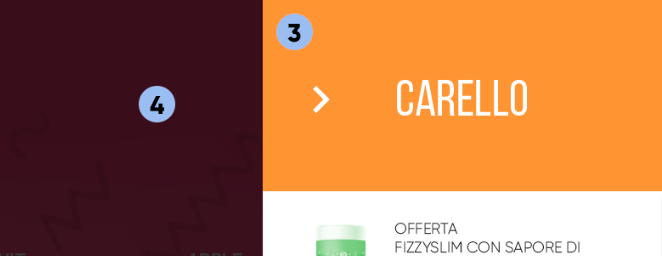 3
4
CARELLO
OFFERTA
FIZZYSLIM CON SAPORE DI